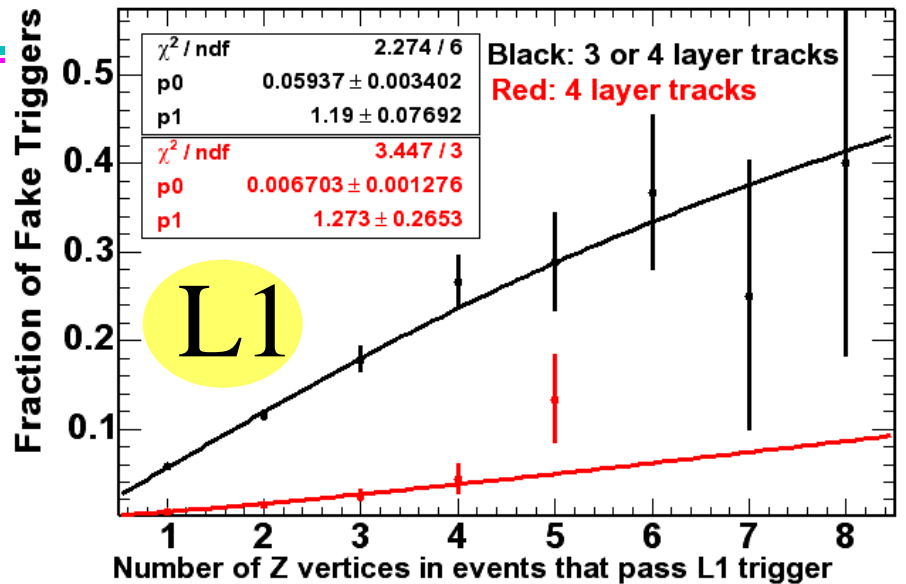 Fraction of Fake Triggers
0.5
0.4
0.3
0.2
0.1
χ² / ndf 2.274 / 6
p0 0.05937 ± 0.003402
p1 1.19 ± 0.07692
χ² / ndf 3.447 / 3
p0 0.006703 ± 0.001276
p1 1.273 ± 0.2653
Black: 3 or 4 layer tracks
Red: 4 layer tracks
L1
1 2 3 4 5 6 7 8
Number of Z vertices in events that pass L1 trigger